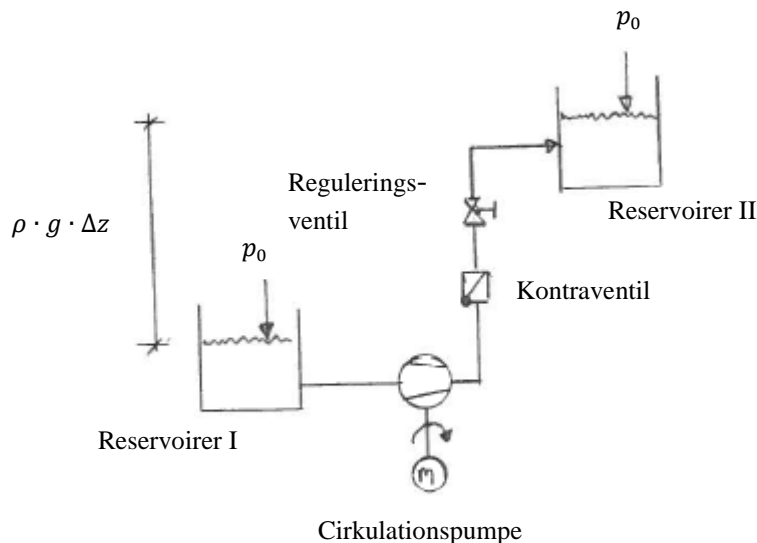 p₀
Regulerings-
ventil
Reservoirer II
ρ · g · Δz
p₀
Kontraventil
Reservoirer I
m
Cirkulationspumpe